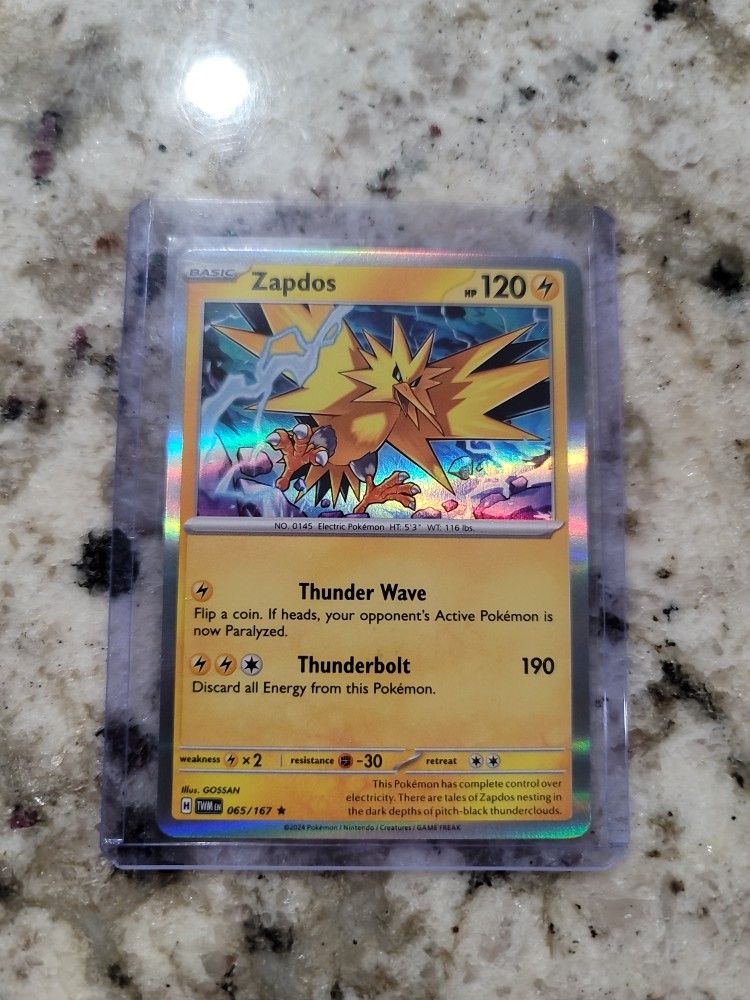 BASIC Zapdos HP 120
NO. 0145 Electric Pokémon HT: 5'3" WT: 116 lbs.
Thunder Wave
Flip a coin. If heads, your opponent's Active Pokémon is
now Paralyzed.
Thunderbolt 190
Discard all Energy from this Pokémon.
weakness ×2 resistance -30 retreat
Illus. GOSSAN
H TWM EN 065/167
This Pokémon has complete control over
electricity. There are tales of Zapdos nesting in
the dark depths of pitch-black thunderclouds.
©2024 Pokémon / Nintendo / Creatures / GAME FREAK